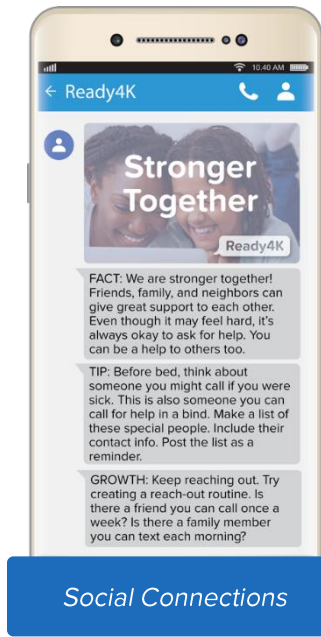 10.40 AM
← Ready4K
Stronger
Together
Ready4K
FACT: We are stronger together!
Friends, family, and neighbors can
give great support to each other.
Even though it may feel hard, it's
always okay to ask for help. You
can be a help to others too.
TIP: Before bed, think about
someone you might call if you were
sick. This is also someone you can
call for help in a bind. Make a list of
these special people. Include their
contact info. Post the list as a
reminder.
GROWTH: Keep reaching out. Try
creating a reach-out routine. Is
there a friend you can call once a
week? Is there a family member
you can text each morning?
Social Connections